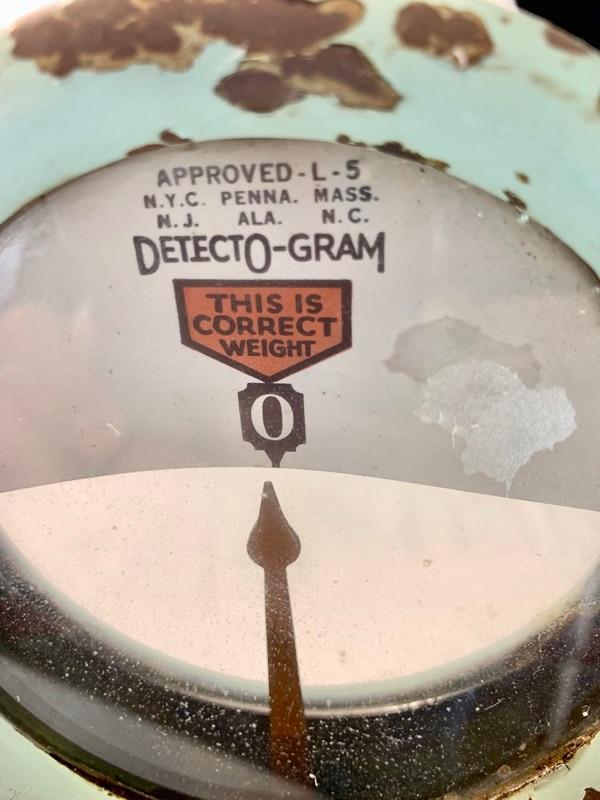 APPROVED-L-5
N.Y.C. PENNA. MASS.
N.J. ALA. N.C.
DETECTO-GRAM
THIS IS
CORRECT
WEIGHT
0